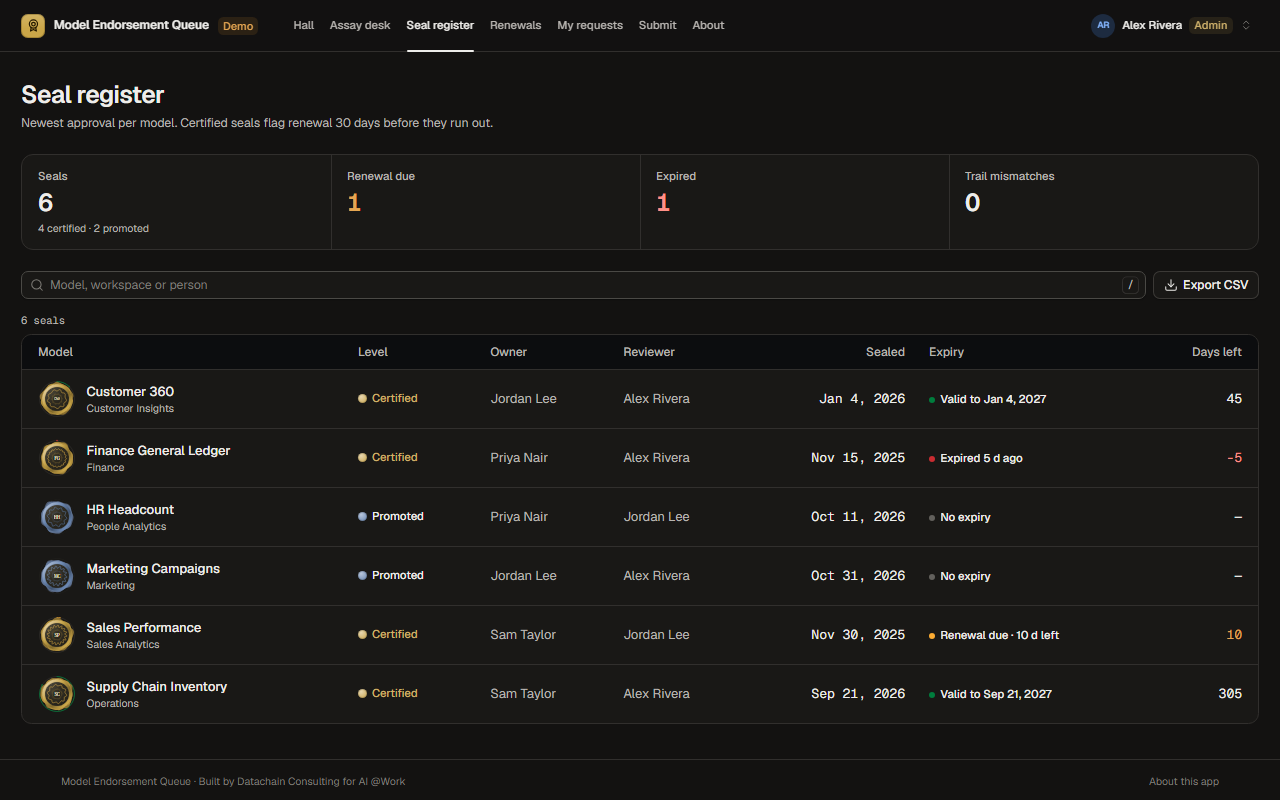 Model Endorsement Queue Demo Hall Assay desk Seal register Renewals My requests Submit About AR Alex Rivera Admin
Seal register
Newest approval per model. Certified seals flag renewal 30 days before they run out.
Seals Renewal due Expired Trail mismatches
6 1 1 0
4 certified · 2 promoted
Model, workspace or person / Export CSV
6 seals
Model Level Owner Reviewer Sealed Expiry Days left
Customer 360
Customer Insights
Certified Jordan Lee Alex Rivera Jan 4, 2026 Valid to Jan 4, 2027 45
Finance General Ledger
Finance
Certified Priya Nair Alex Rivera Nov 15, 2025 Expired 5 d ago -5
HR Headcount
People Analytics
Promoted Priya Nair Jordan Lee Oct 11, 2026 No expiry –
Marketing Campaigns
Marketing
Promoted Jordan Lee Alex Rivera Oct 31, 2026 No expiry –
Sales Performance
Sales Analytics
Certified Sam Taylor Jordan Lee Nov 30, 2025 Renewal due · 10 d left 10
Supply Chain Inventory
Operations
Certified Sam Taylor Alex Rivera Sep 21, 2026 Valid to Sep 21, 2027 305
Model Endorsement Queue · Built by Datachain Consulting for AI @Work About this app